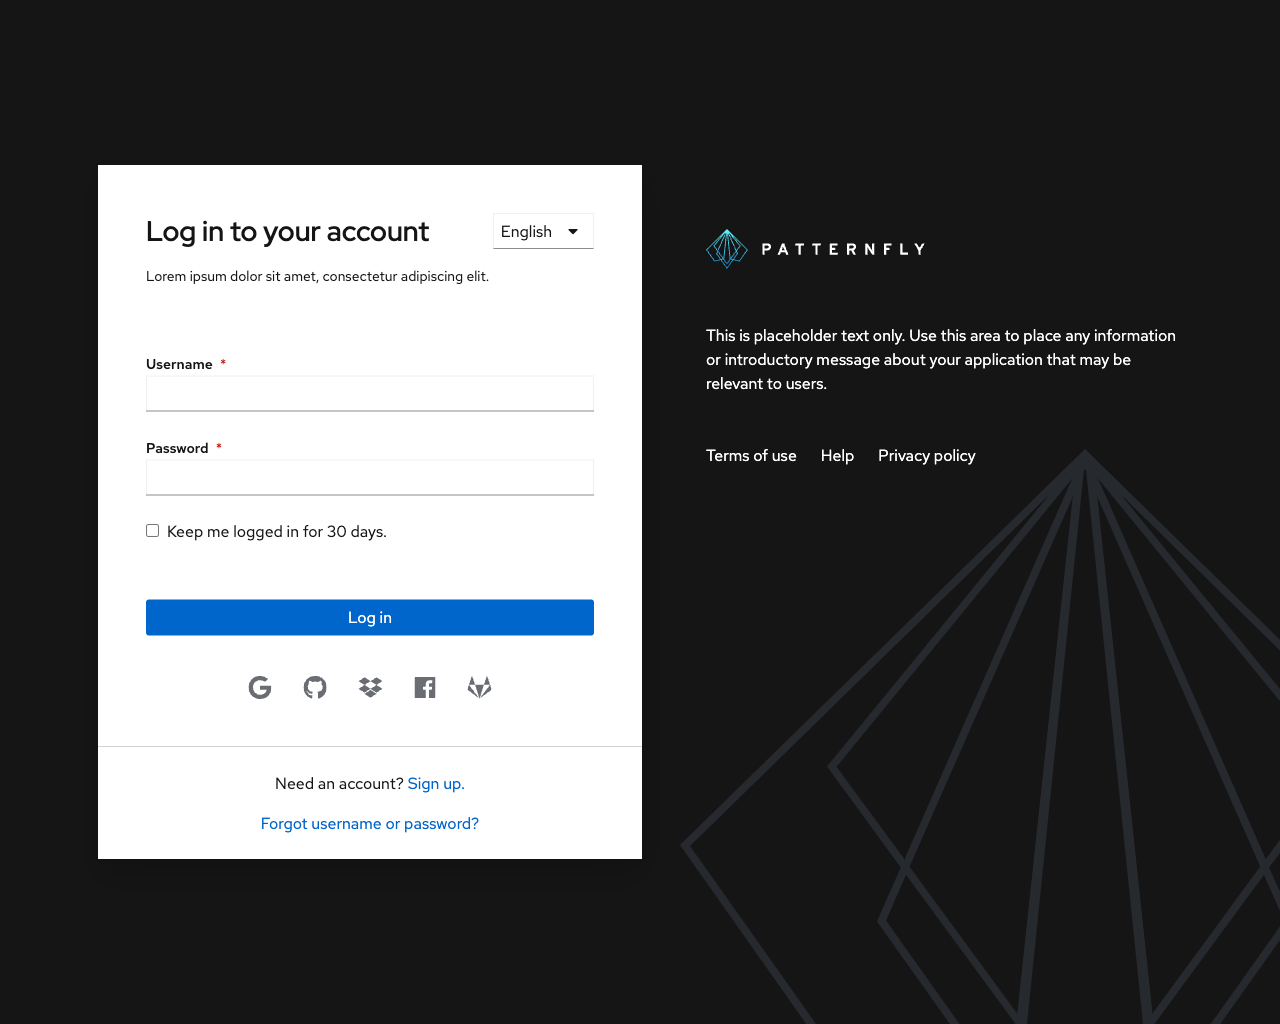 Log in to your account
English
Lorem ipsum dolor sit amet, consectetur adipiscing elit.
Username *
Password *
Keep me logged in for 30 days.
Log in
Need an account? Sign up.
Forgot username or password?
PATTERNFLY
This is placeholder text only. Use this area to place any information
or introductory message about your application that may be
relevant to users.
Terms of use Help Privacy policy